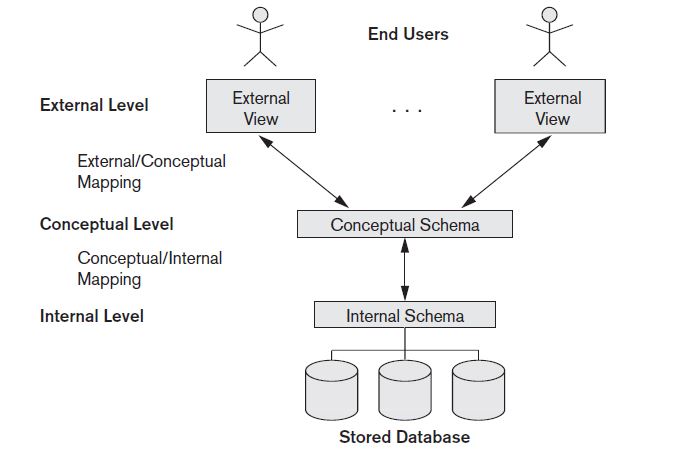 End Users
External Level
External
View
. . .
External
View
External/Conceptual
Mapping
Conceptual Level
Conceptual Schema
Conceptual/Internal
Mapping
Internal Level
Internal Schema
Stored Database